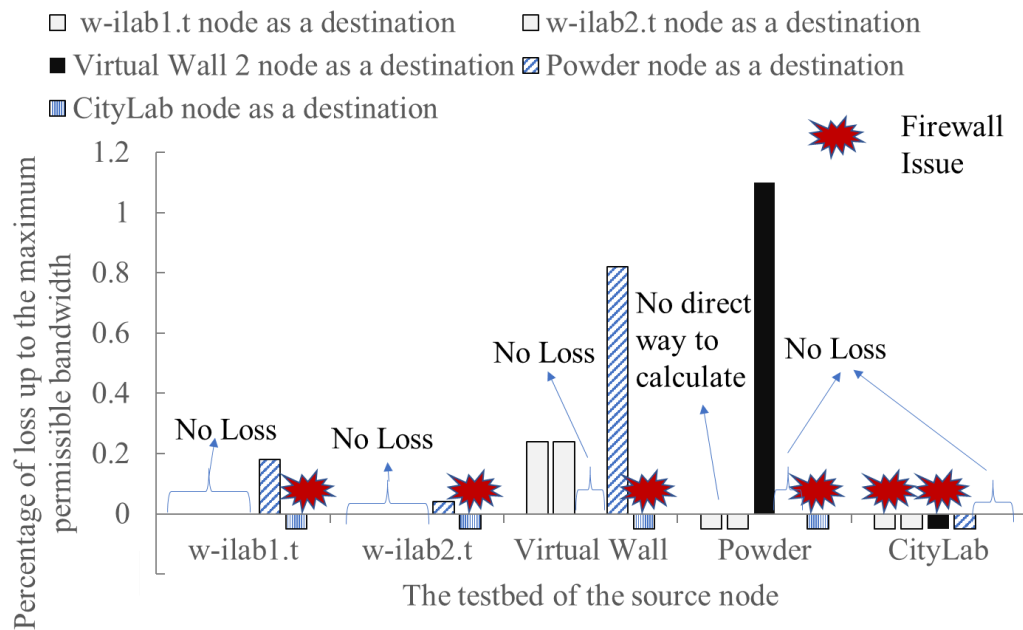 w-ilab1.t node as a destination
w-ilab2.t node as a destination
Virtual Wall 2 node as a destination
Powder node as a destination
CityLab node as a destination
Firewall
Issue
Percentage of loss up to the maximum
permissible bandwidth
1.2
1
0.8
0.6
0.4
0.2
0
No Loss
No Loss
No Loss
No direct
way to
calculate
No Loss
w-ilab1.t
w-ilab2.t
Virtual Wall
Powder
CityLab
The testbed of the source node